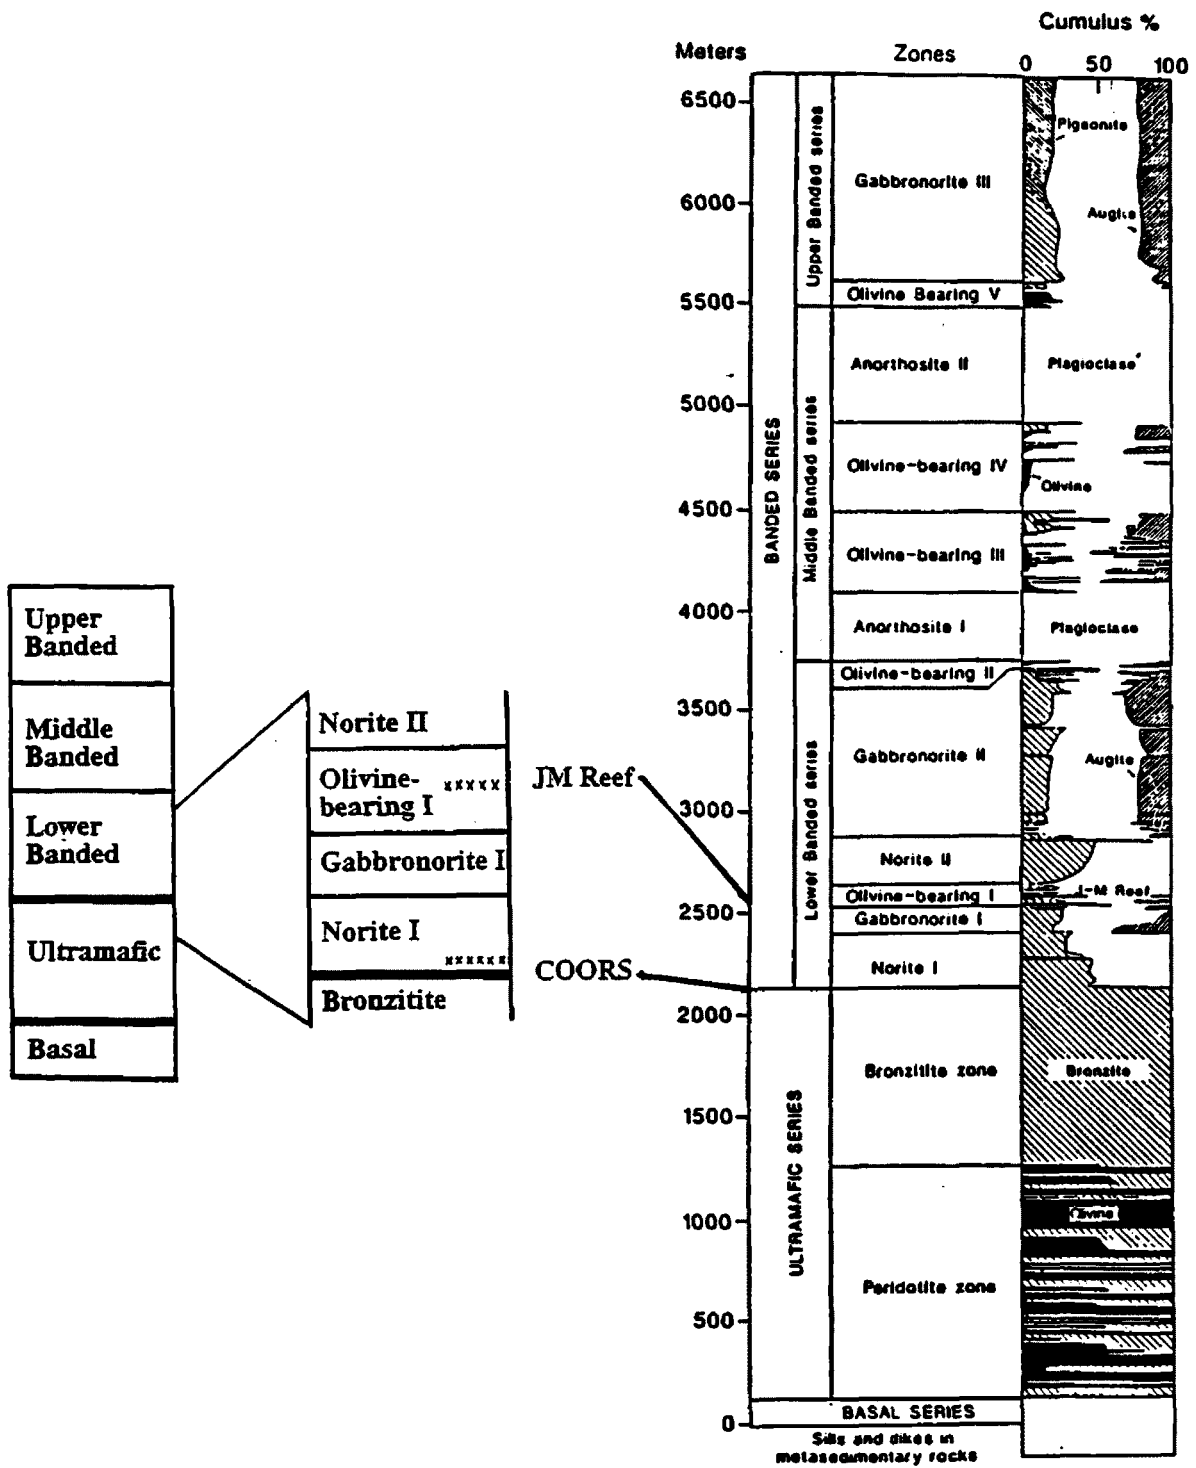 Cumulus %
Meters
Zones
0 50 100
6500
6000
5500
5000
4500
4000
3500
3000
2500
2000
1500
1000
500
0
BANDED SERIES
ULTRAMAFIC SERIES
Upper Banded series
Middle Banded series
Lower Banded series
Gabbronorite III
Olivine Bearing V
Anorthosite II
Olivine-bearing IV
Olivine-bearing III
Anorthosite I
Olivine-bearing II
Gabbronorite II
Norite II
Olivine-bearing I
Gabbronorite I
Norite I
Bronzitite zone
Peridotite zone
BASAL SERIES
Sills and dikes in
metasedimentary rocks
Pigeonite
Augite
Plagioclase
Olivine
Plagioclase
Augite
J-M Reef
Bronzite
Olivine
Upper
Banded
Middle
Banded
Lower
Banded
Ultramafic
Basal
Norite II
Olivine-
bearing I
xxxxx
Gabbronorite I
Norite I
xxxxxx
Bronzitite
JM Reef
COORS